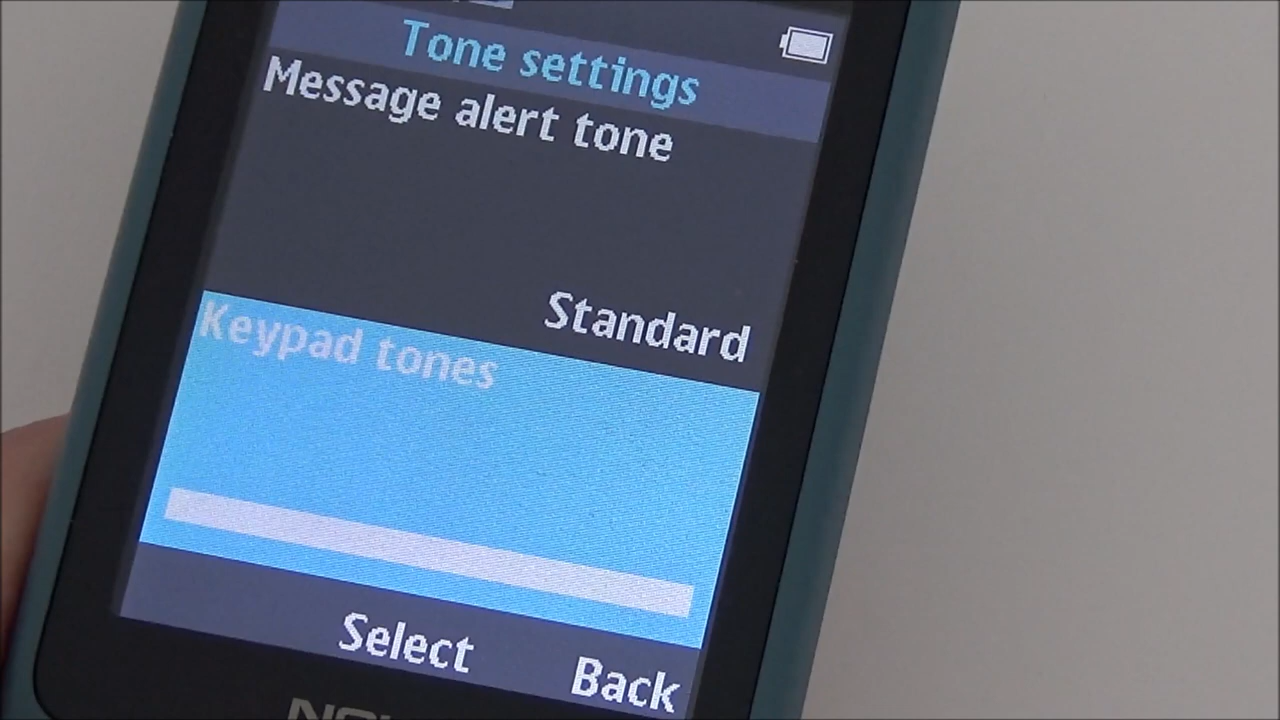 Tone settings
Message alert tone
Standard
Keypad tones
Select
Back